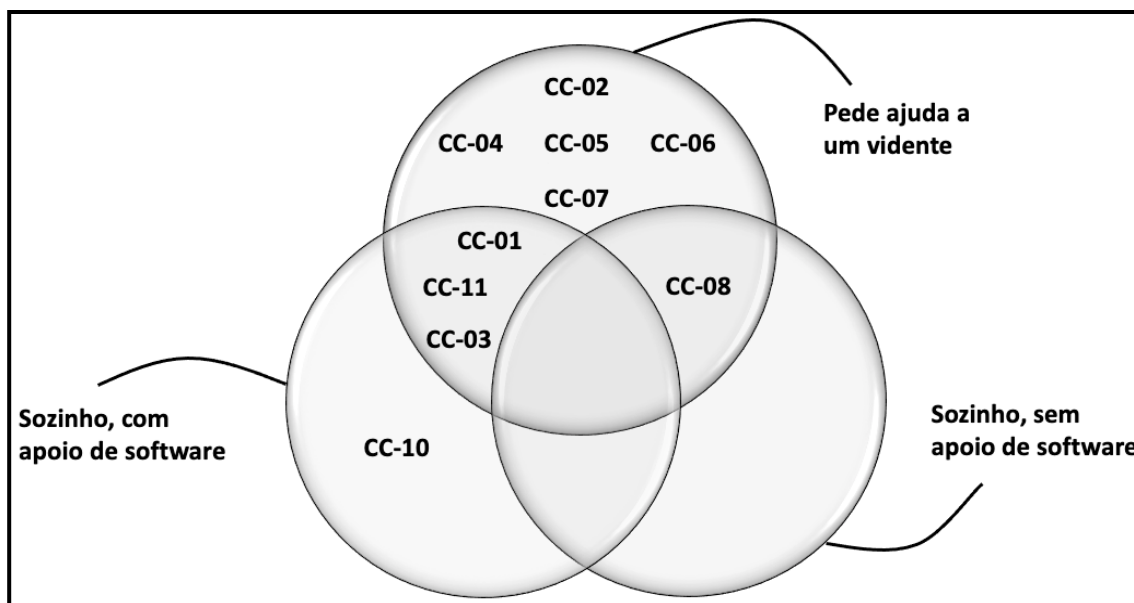 CC-02
Pede ajuda a
um vidente
CC-04 CC-05 CC-06
CC-07
CC-01
CC-11
CC-08
CC-03
Sozinho, com
apoio de software
Sozinho, sem
apoio de software
CC-10